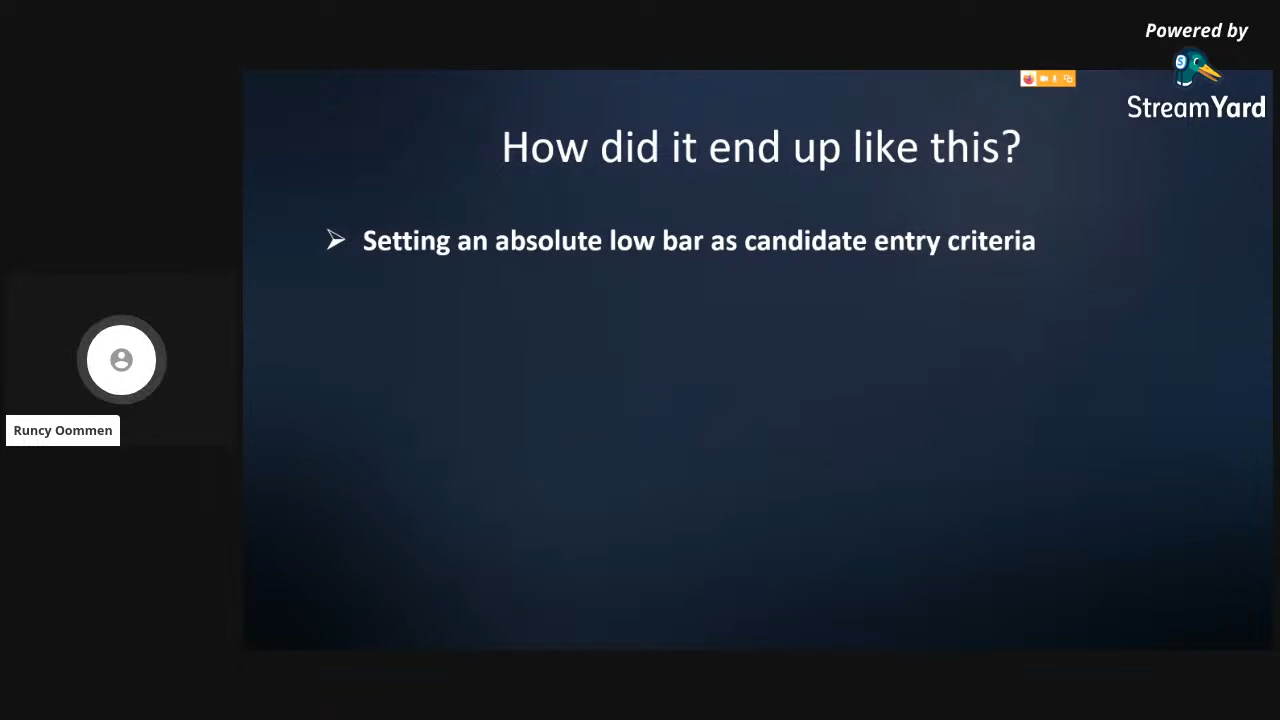 Powered by
StreamYard
How did it end up like this?
Setting an absolute low bar as candidate entry criteria
Runcy Oommen